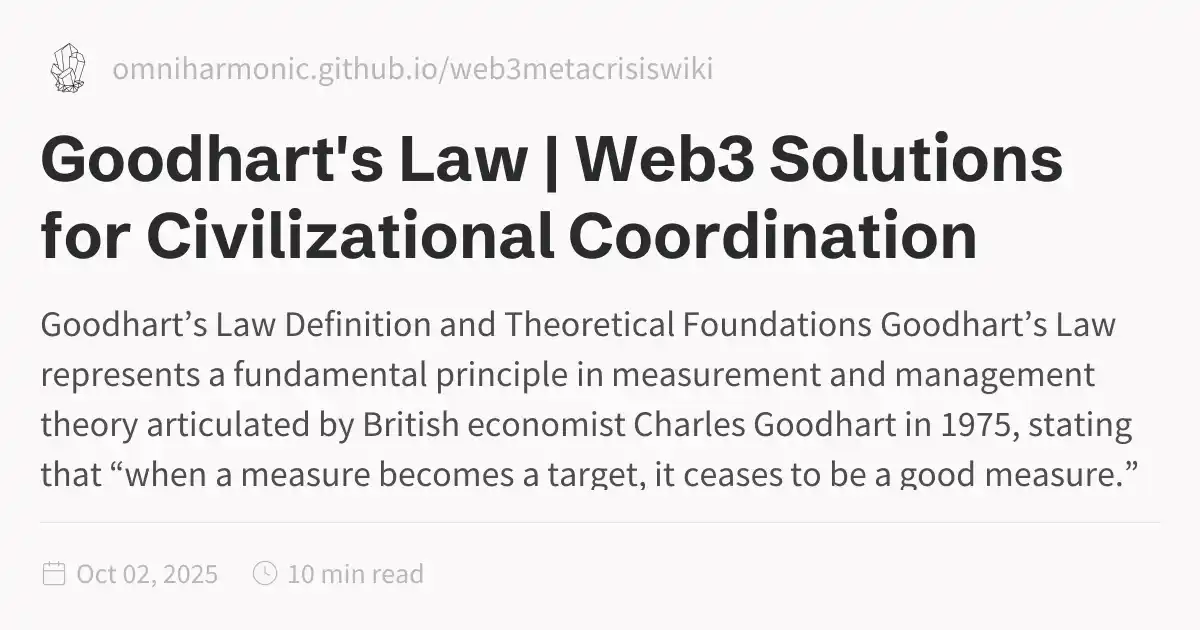 omniharmonic.github.io/web3metacrisiswiki
Goodhart's Law | Web3 Solutions
for Civilizational Coordination
Goodhart’s Law Definition and Theoretical Foundations Goodhart’s Law
represents a fundamental principle in measurement and management
theory articulated by British economist Charles Goodhart in 1975, stating
that “when a measure becomes a target, it ceases to be a good measure.”
Oct 02, 2025 10 min read